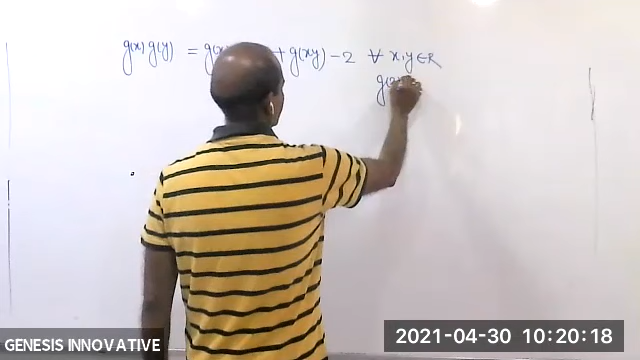 g(x) g(y) = g(x + g(xy) - 2 ∀ x, y ∈ R
g(
GENESIS INNOVATIVE
2021-04-30 10:20:18